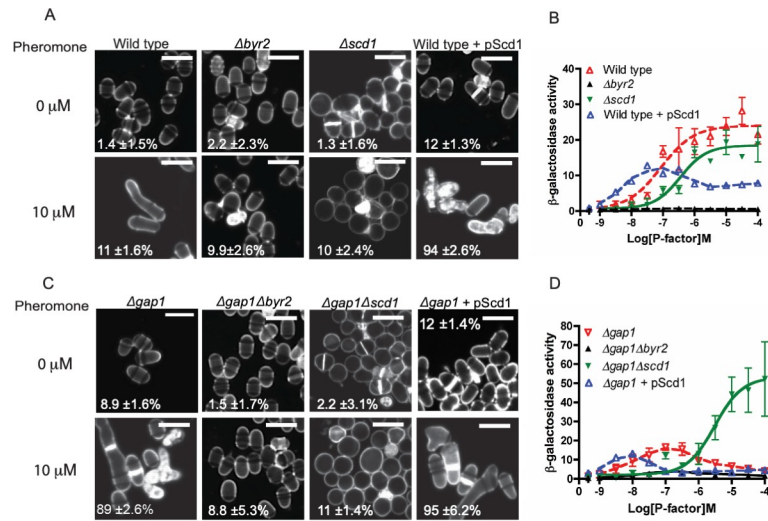 A
Pheromone
Wild type
Δbyr2
Δscd1
Wild type + pScd1
0 μM
1.4 ±1.5%
2.2 ±2.3%
1.3 ±1.6%
12 ±1.3%
10 μM
11 ±1.6%
9.9±2.6%
10 ±2.4%
94 ±2.6%
B
Wild type
Δbyr2
Δscd1
Wild type + pScd1
β-galactosidase activity
40
30
20
10
0
0 -9 -8 -7 -6 -5 -4
Log[P-factor]M
C
Pheromone
Δgap1
Δgap1Δbyr2
Δgap1Δscd1
Δgap1 + pScd1
0 μM
8.9 ±1.6%
1.5 ±1.7%
2.2 ±3.1%
12 ±1.4%
10 μM
89 ±2.6%
8.8 ±5.3%
11 ±1.4%
95 ±6.2%
D
Δgap1
Δgap1Δbyr2
Δgap1Δscd1
Δgap1 + pScd1
β-galactosidase activity
80
70
60
50
40
30
20
10
0
-9 -8 -7 -6 -5 -4
Log[P-factor]M